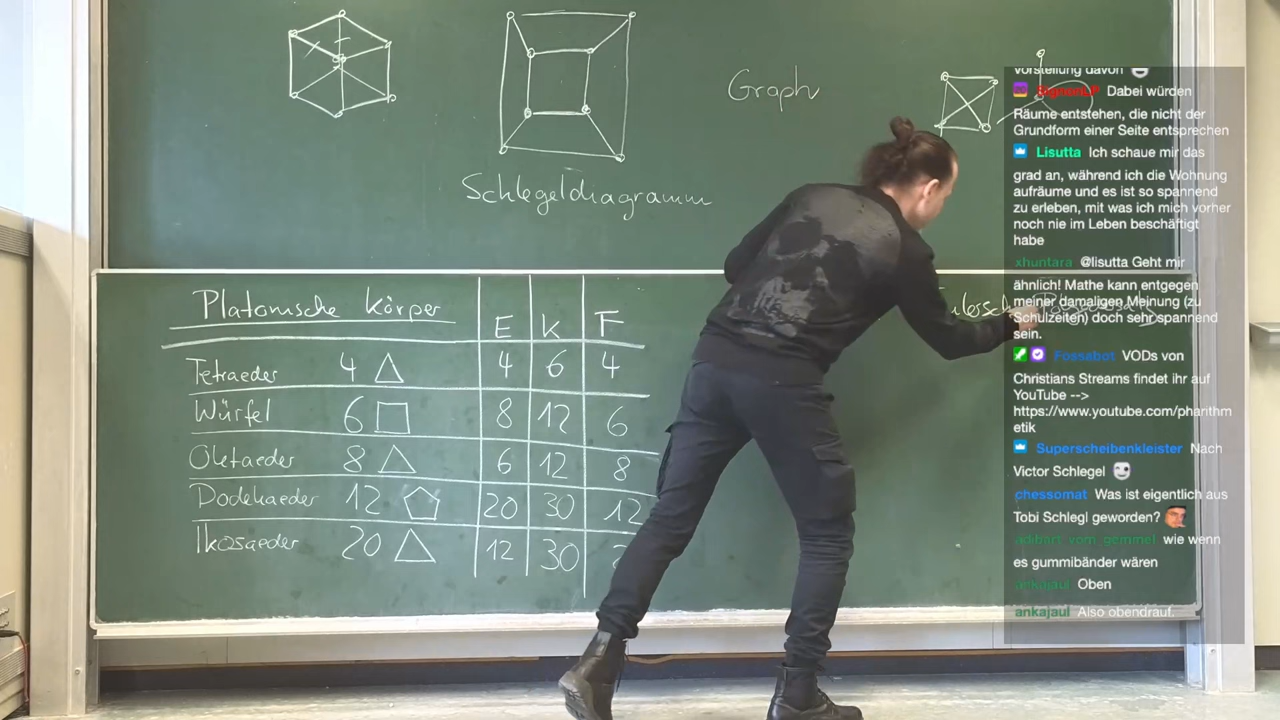 Graph
Schlegeldiagramm
Platonische Körper
E K F
Tetraeder 4 4 6 4
Würfel 6 8 12 6
Oktaeder 8 6 12 8
Dodekaeder 12 20 30 12
Ikosaeder 20 12 30
Vorstellung davon
Dabei würden
Räume entstehen, die nicht der
Grundform einer Seite entsprechen
Lisutta Ich schaue mir das
grad an, während ich die Wohnung
aufräume und es ist so spannend
zu erleben, mit was ich mich vorher
noch nie im Leben beschäftigt
habe
xhuntara @lisutta Geht mir
ähnlich! Mathe kann entgegen
meiner damaligen Meinung (zu
Schulzeiten) doch sehr spannend
sein.
Fossabot VODs von
Christians Streams findet ihr auf
YouTube -->
https://www.youtube.com/pharithm
etik
Superscheibenkleister Nach
Victor Schlegel
chessomat Was ist eigentlich aus
Tobi Schlegl geworden?
adibart_vom_gemmel wie wenn
es gummibänder wären
ankajaul Oben
ankajaul Also obendrauf.